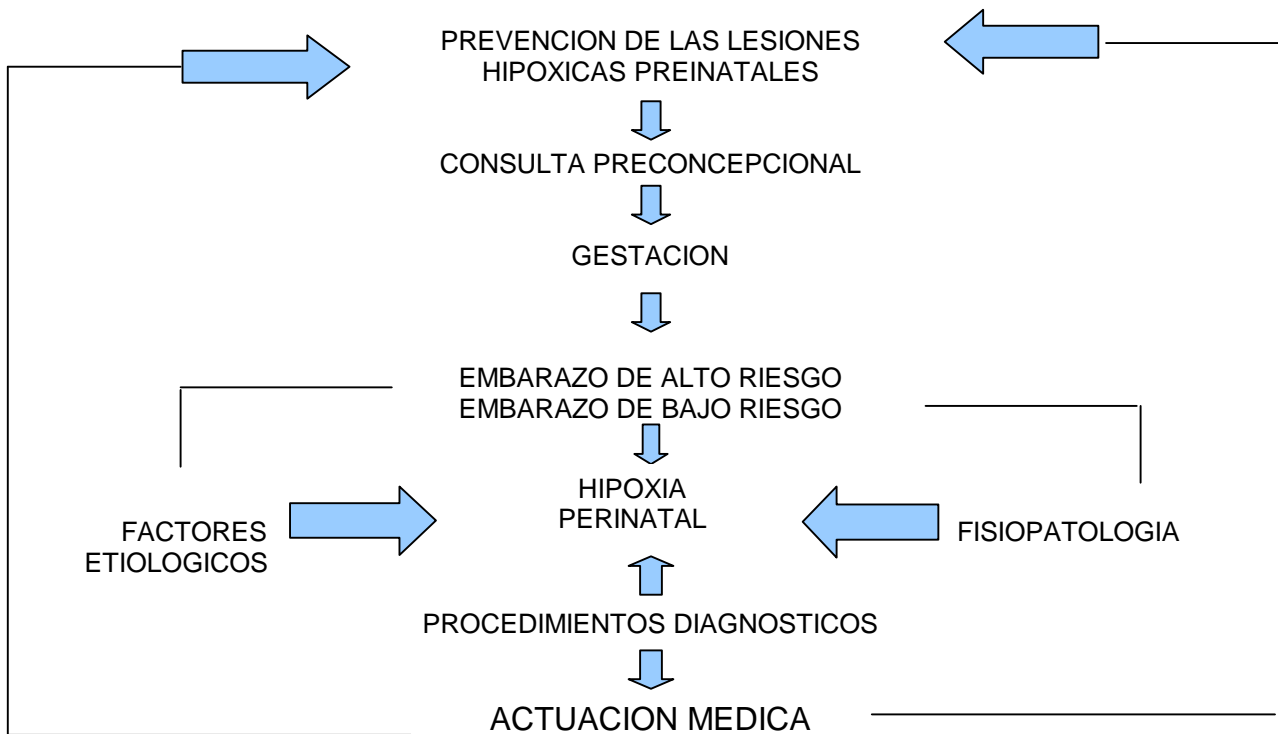 PREVENCION DE LAS LESIONES
HIPOXICAS PREINATALES
CONSULTA PRECONCEPCIONAL
GESTACION
EMBARAZO DE ALTO RIESGO
EMBARAZO DE BAJO RIESGO
HIPOXIA
PERINATAL
FACTORES
ETIOLOGICOS
FISIOPATOLOGIA
PROCEDIMIENTOS DIAGNOSTICOS
ACTUACION MEDICA